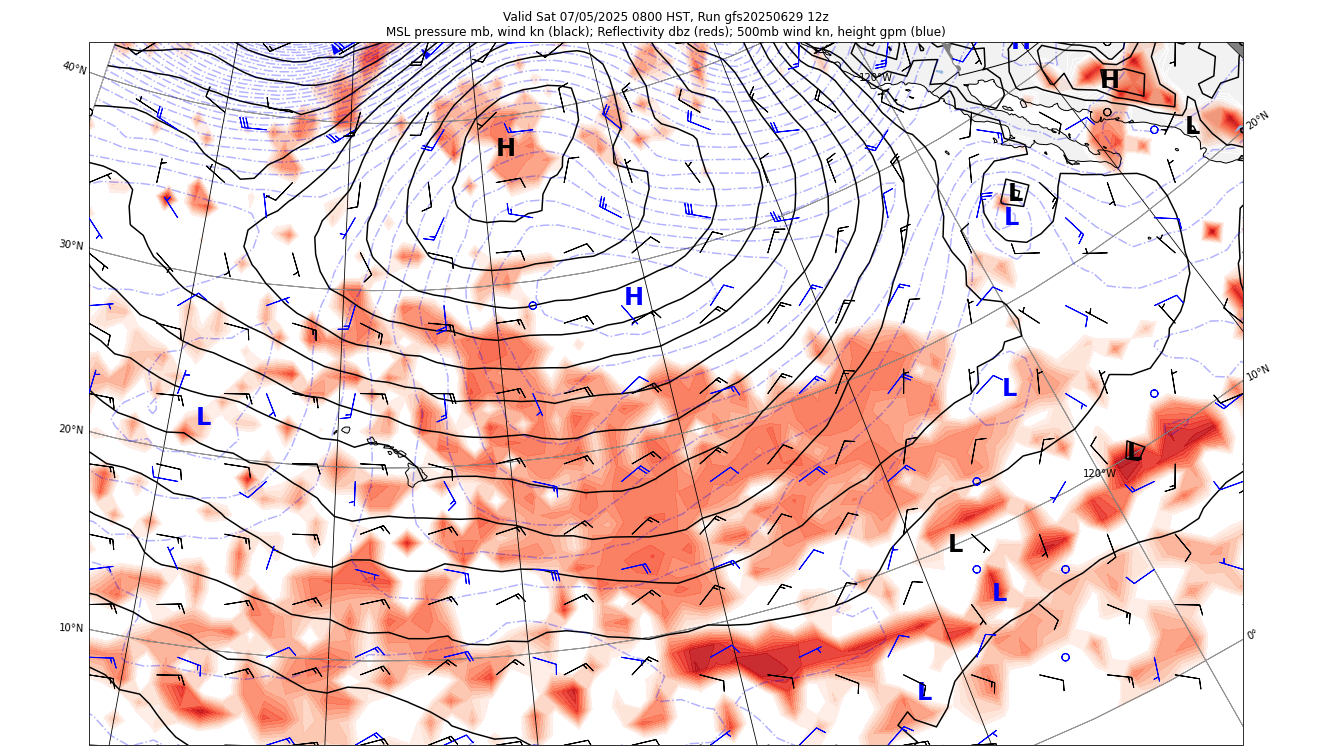 Valid Sat 07/05/2025 0800 HST, Run gfs20250629 12z
MSL pressure mb, wind kn (black); Reflectivity dbz (reds); 500mb wind kn, height gpm (blue)
H
40°N
120°W
H
20°N
L
H
L
L
30°N
H
10°N
L
L
20°N
L
120°W
L
L
10°N
0°
L